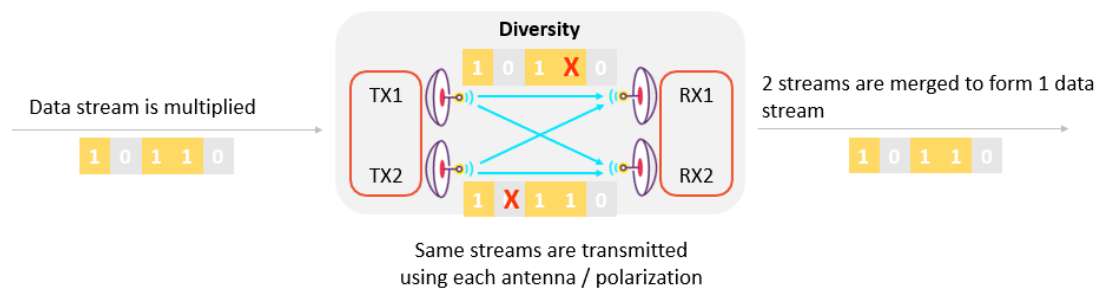 Diversity
1 0 1 X 0
Data stream is multiplied
1 0 1 1 0
TX1
TX2
RX1
RX2
1 X 1 1 0
2 streams are merged to form 1 data
stream
1 0 1 1 0
Same streams are transmitted
using each antenna / polarization